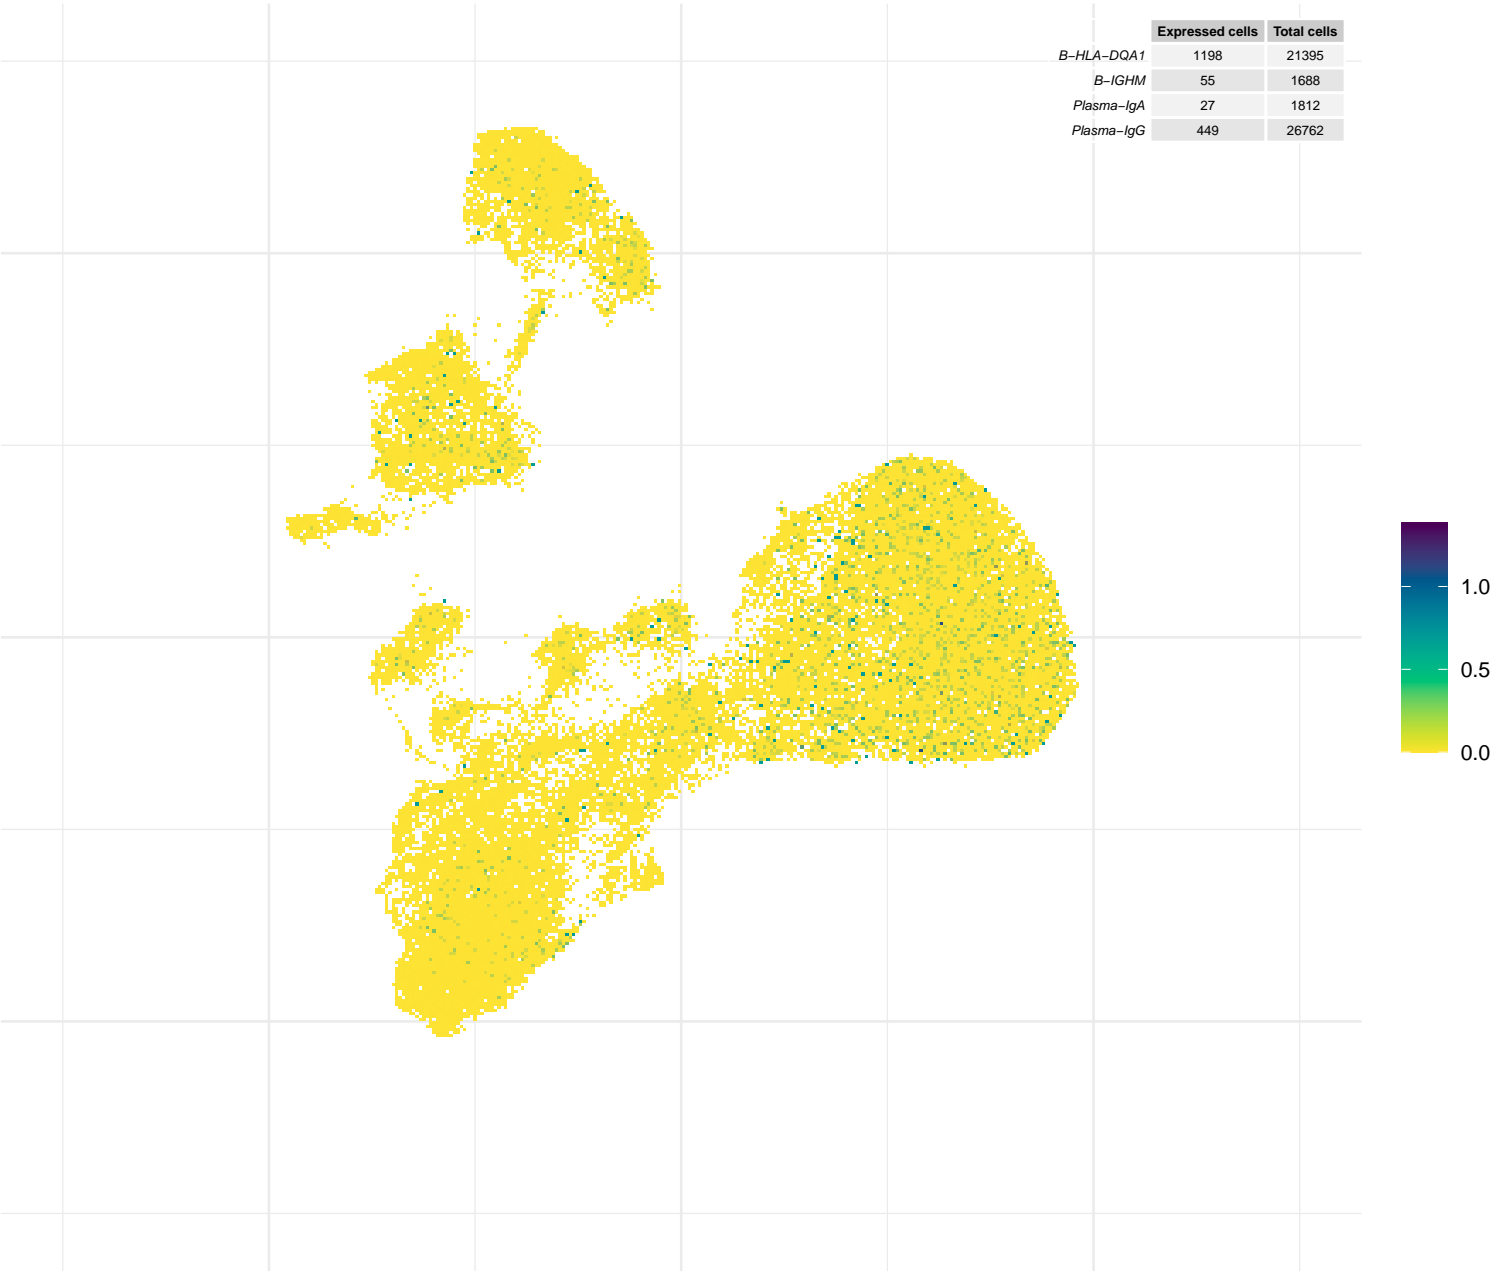 Expressed cells Total cells
B−HLA−DQA1 1198 21395
B−IGHM 55 1688
Plasma−IgA 27 1812
Plasma−IgG 449 26762
1.0
0.5
0.0